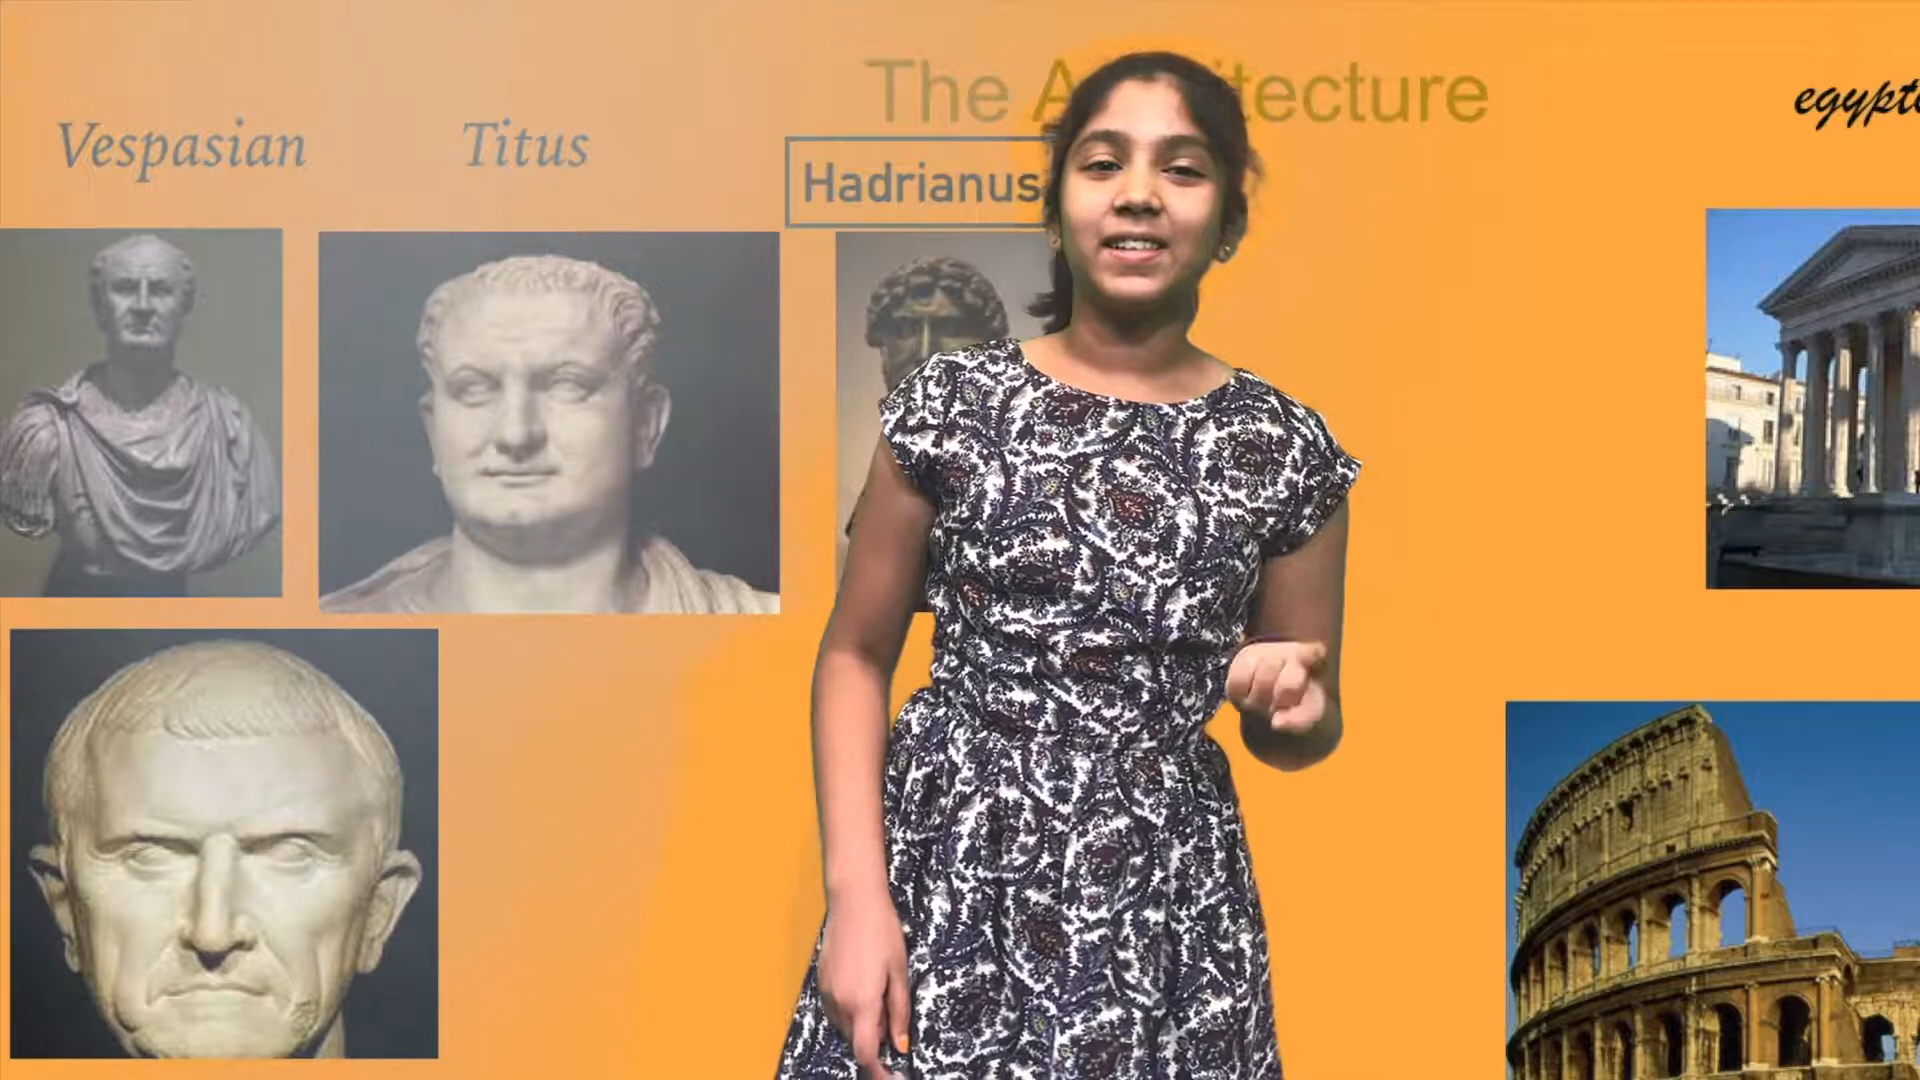 The A tecture
Vespasian
Titus
Hadrianus
egypt